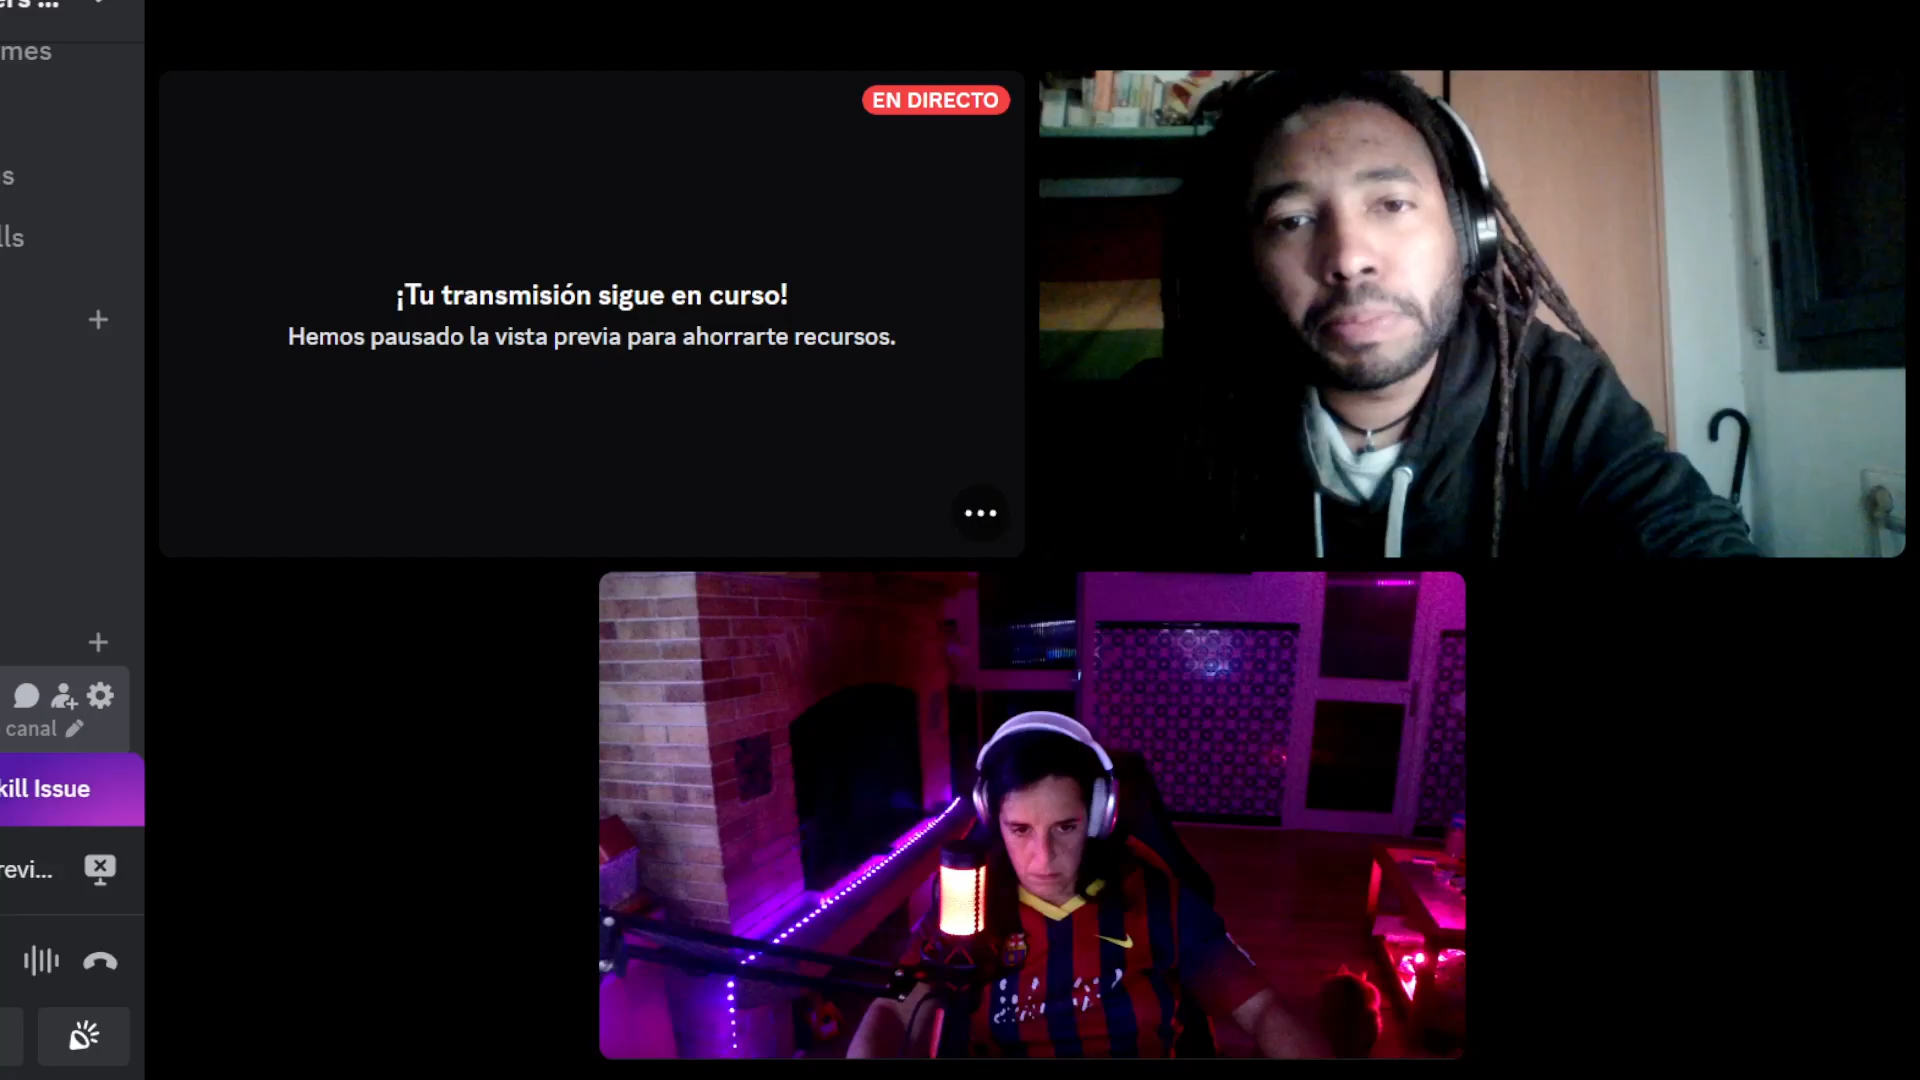 ers ...
mes
s
lls
canal
kill Issue
revi...
EN DIRECTO
¡Tu transmisión sigue en curso!
Hemos pausado la vista previa para ahorrarte recursos.